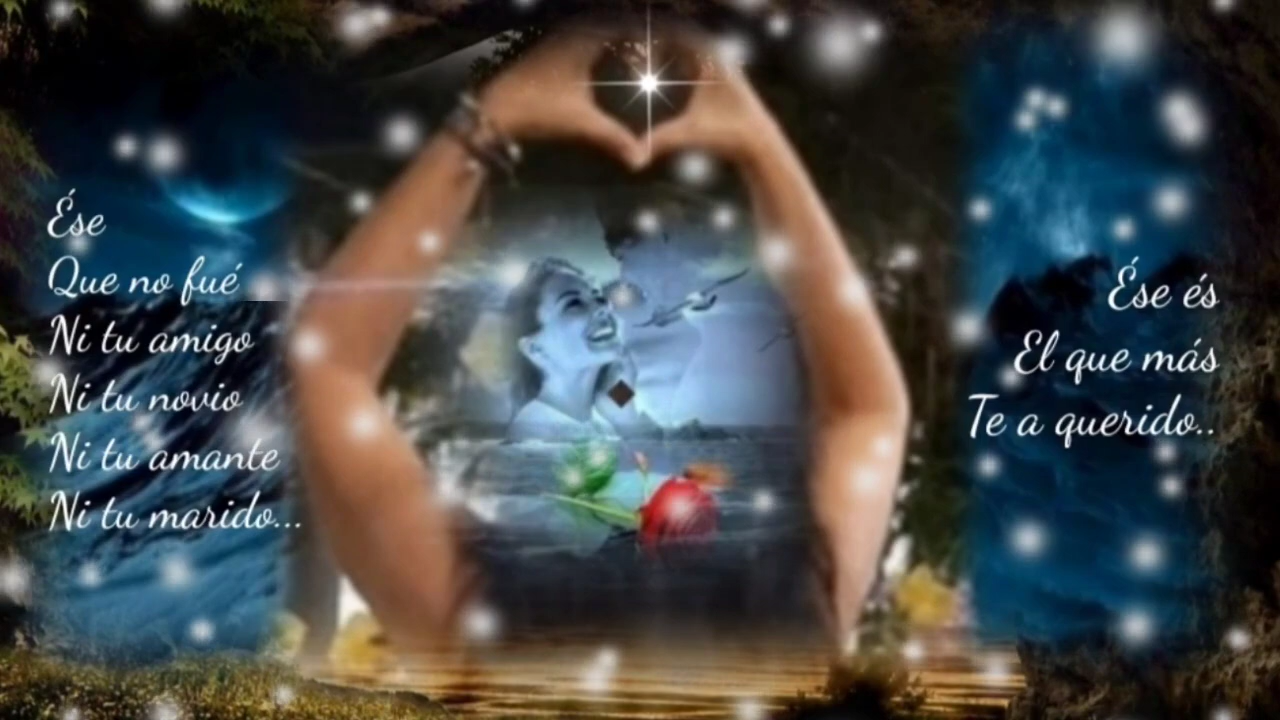 Ése
Que no fué
Ni tu amigo
Ni tu novio
Ni tu amante
Ni tu marido...
Ése és
El que más
Te a querido..